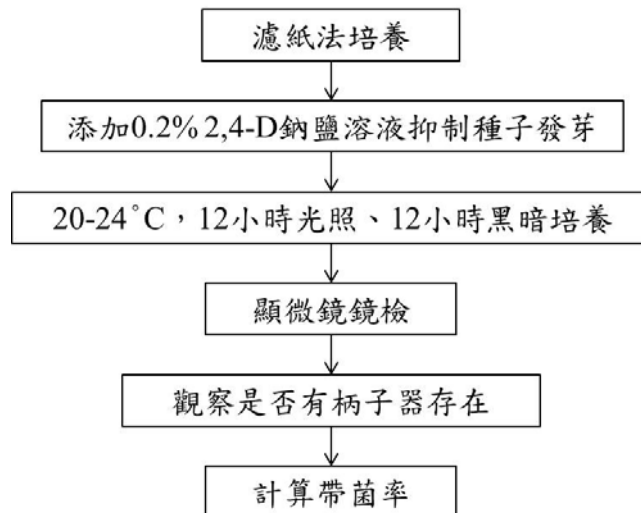 濾紙法培養
添加0.2% 2,4-D鈉鹽溶液抑制種子發芽
20-24°C，12小時光照、12小時黑暗培養
顯微鏡鏡檢
觀察是否有柄子器存在
計算帶菌率